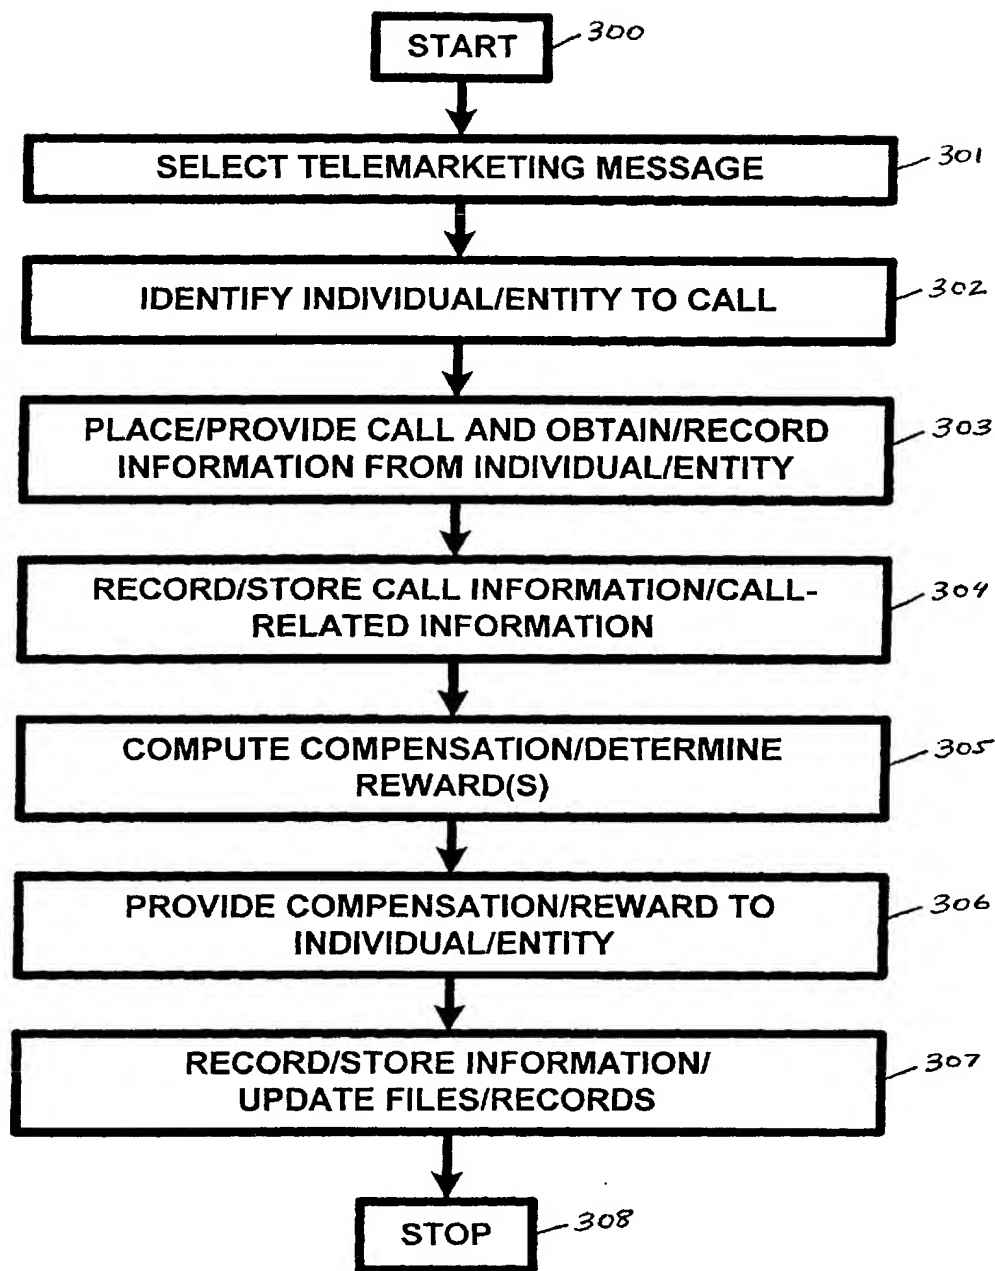 START
300
SELECT TELEMARKETING MESSAGE
301
IDENTIFY INDIVIDUAL/ENTITY TO CALL
302
PLACE/PROVIDE CALL AND OBTAIN/RECORD
INFORMATION FROM INDIVIDUAL/ENTITY
303
RECORD/STORE CALL INFORMATION/CALL-
RELATED INFORMATION
304
COMPUTE COMPENSATION/DETERMINE
REWARD(S)
305
PROVIDE COMPENSATION/REWARD TO
INDIVIDUAL/ENTITY
306
RECORD/STORE INFORMATION/
UPDATE FILES/RECORDS
307
STOP
308